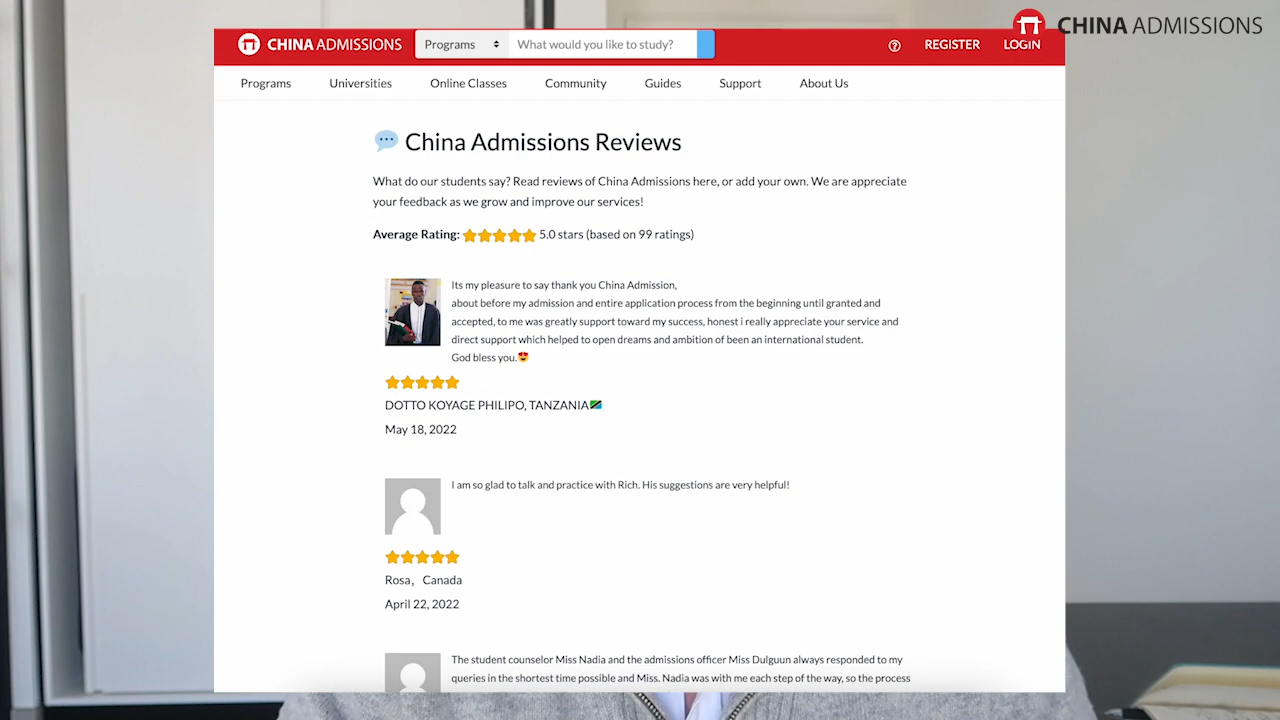 CHINA ADMISSIONS
CHINA ADMISSIONS
Programs
What would you like to study?
REGISTER
LOGIN
Programs
Universities
Online Classes
Community
Guides
Support
About Us
China Admissions Reviews
What do our students say? Read reviews of China Admissions here, or add your own. We are appreciate
your feedback as we grow and improve our services!
Average Rating: 5.0 stars (based on 99 ratings)
Its my pleasure to say thank you China Admission,
about before my admission and entire application process from the beginning until granted and
accepted, to me was greatly support toward my success, honest i really appreciate your service and
direct support which helped to open dreams and ambition of been an international student.
God bless you.😍
DOTTO KOYAGE PHILIPO, TANZANIA🇹🇿
May 18, 2022
I am so glad to talk and practice with Rich. His suggestions are very helpful!
Rosa， Canada
April 22, 2022
The student counselor Miss Nadia and the admissions officer Miss Dulguun always responded to my
queries in the shortest time possible and Miss. Nadia was with me each step of the way, so the process